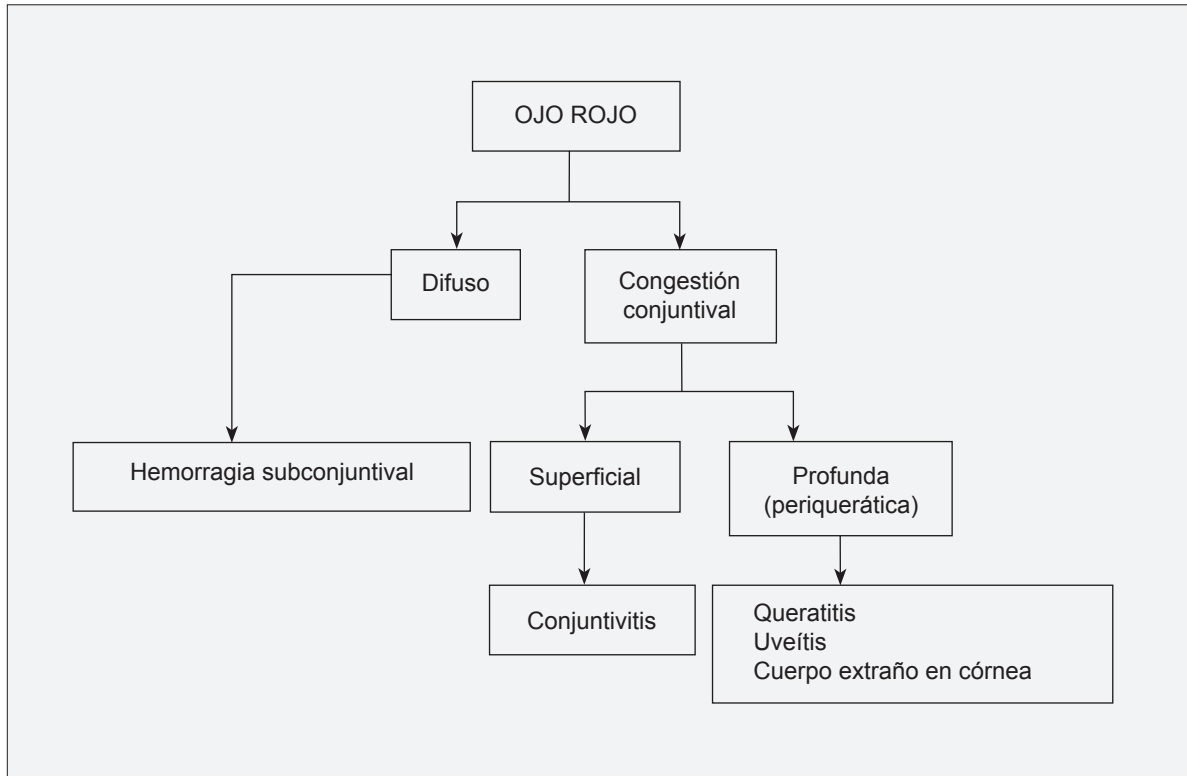 OJO ROJO
Difuso
Congestión
conjuntival
Hemorragia subconjuntival
Superficial
Profunda
(periquerática)
Conjuntivitis
Queratitis
Uveítis
Cuerpo extraño en córnea